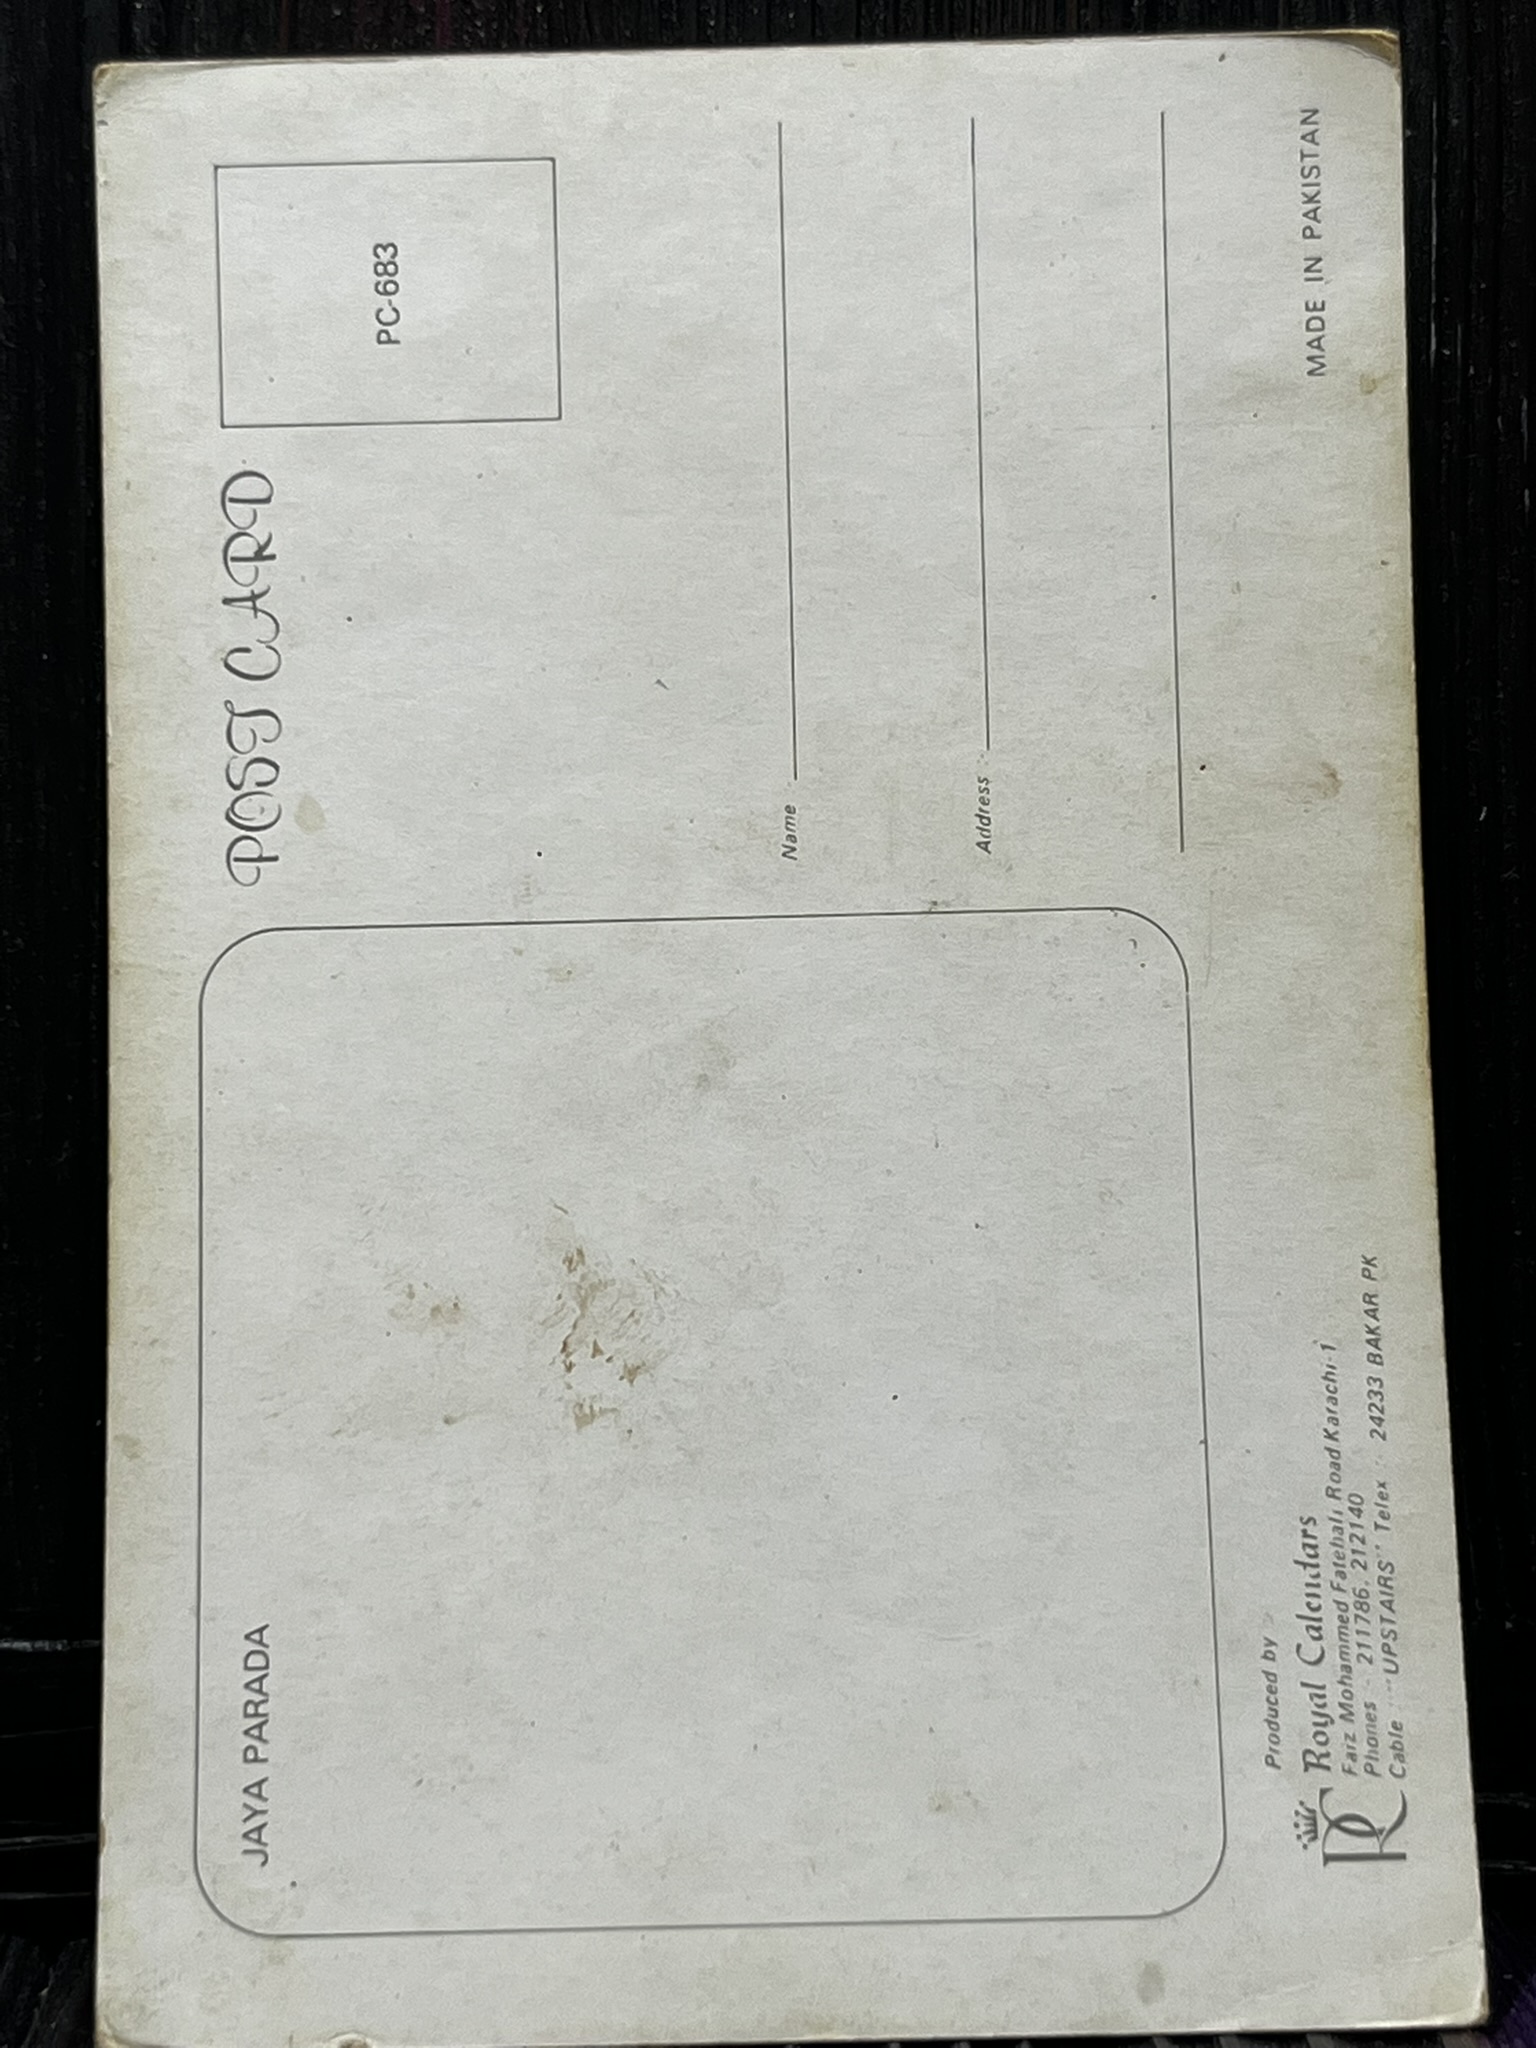 JAYA PARADA
POST CARD
PC-683
Name
Address
Produced by :-
RC
Royal Calendars
Faiz Mohammed Fatehali Road Karachi-1
Phones :- 211786, 212140
Cable :- "UPSTAIRS" Telex :- 24233 BAKAR PK
MADE IN PAKISTAN